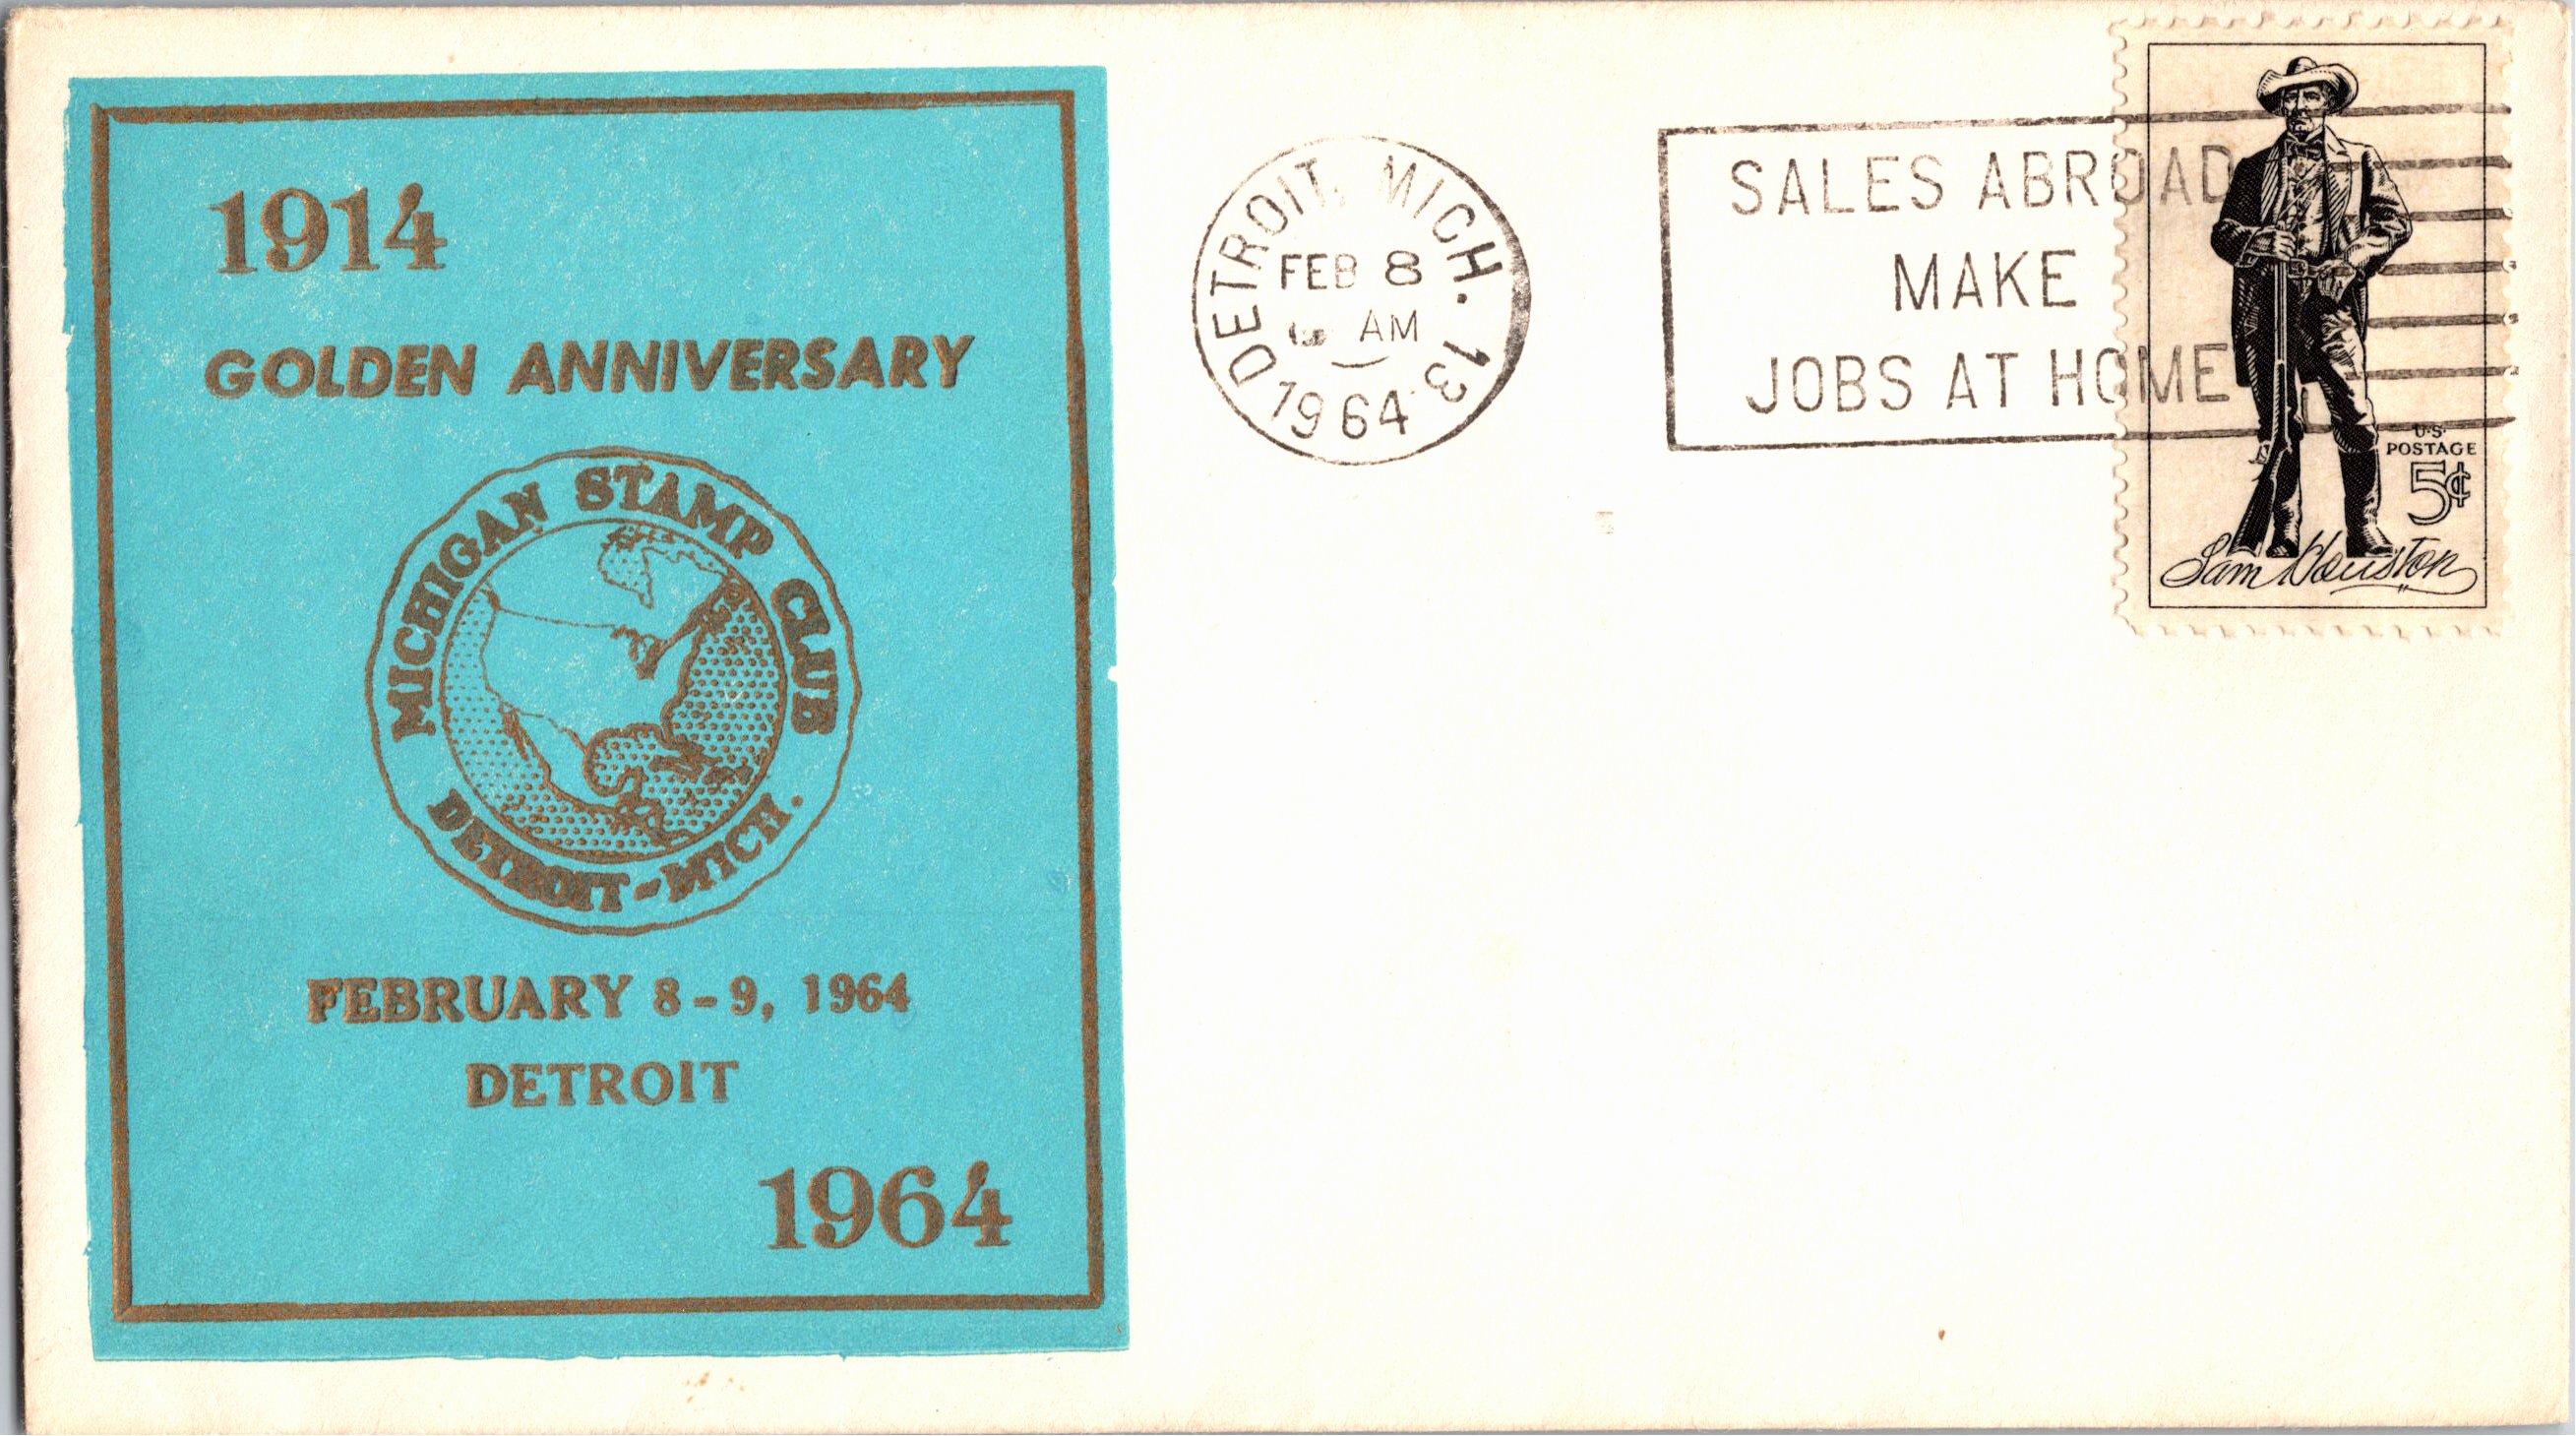 1914
GOLDEN ANNIVERSARY
MICHIGAN STAMP CLUB
DETROIT-MICH.
FEBRUARY 8-9, 1964
DETROIT
1964
DETROIT, MICH. 13
FEB 8
AM
1964
SALES ABROAD
MAKE
JOBS AT HOME
U.S.
POSTAGE
5¢
Sam Houston